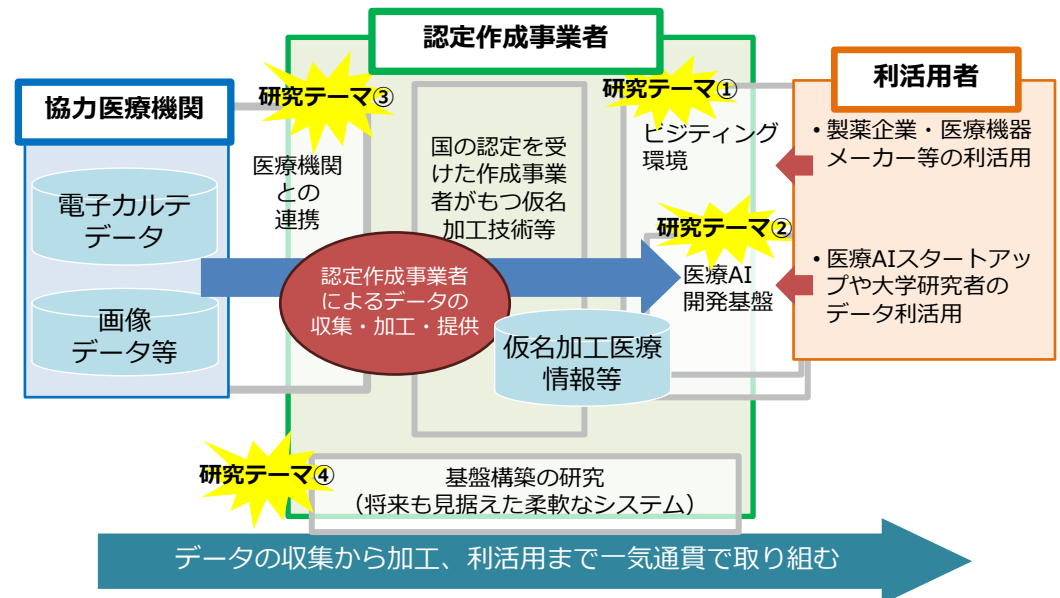 認定作成事業者
協力医療機関
電子カルテ
データ
画像
データ等
研究テーマ③
医療機関
との
連携
国の認定を受
けた作成事業
者がもつ仮名
加工技術等
認定作成事業者
によるデータの
収集・加工・提供
研究テーマ①
ビジティング
環境
研究テーマ②
医療AI
開発基盤
仮名加工医療
情報等
利活用者
・製薬企業・医療機器
メーカー等の利活用
・医療AIスタートアッ
プや大学研究者の
データ利活用
研究テーマ④
基盤構築の研究
(将来も見据えた柔軟なシステム)
データの収集から加工、利活用まで一気通貫で取り組む